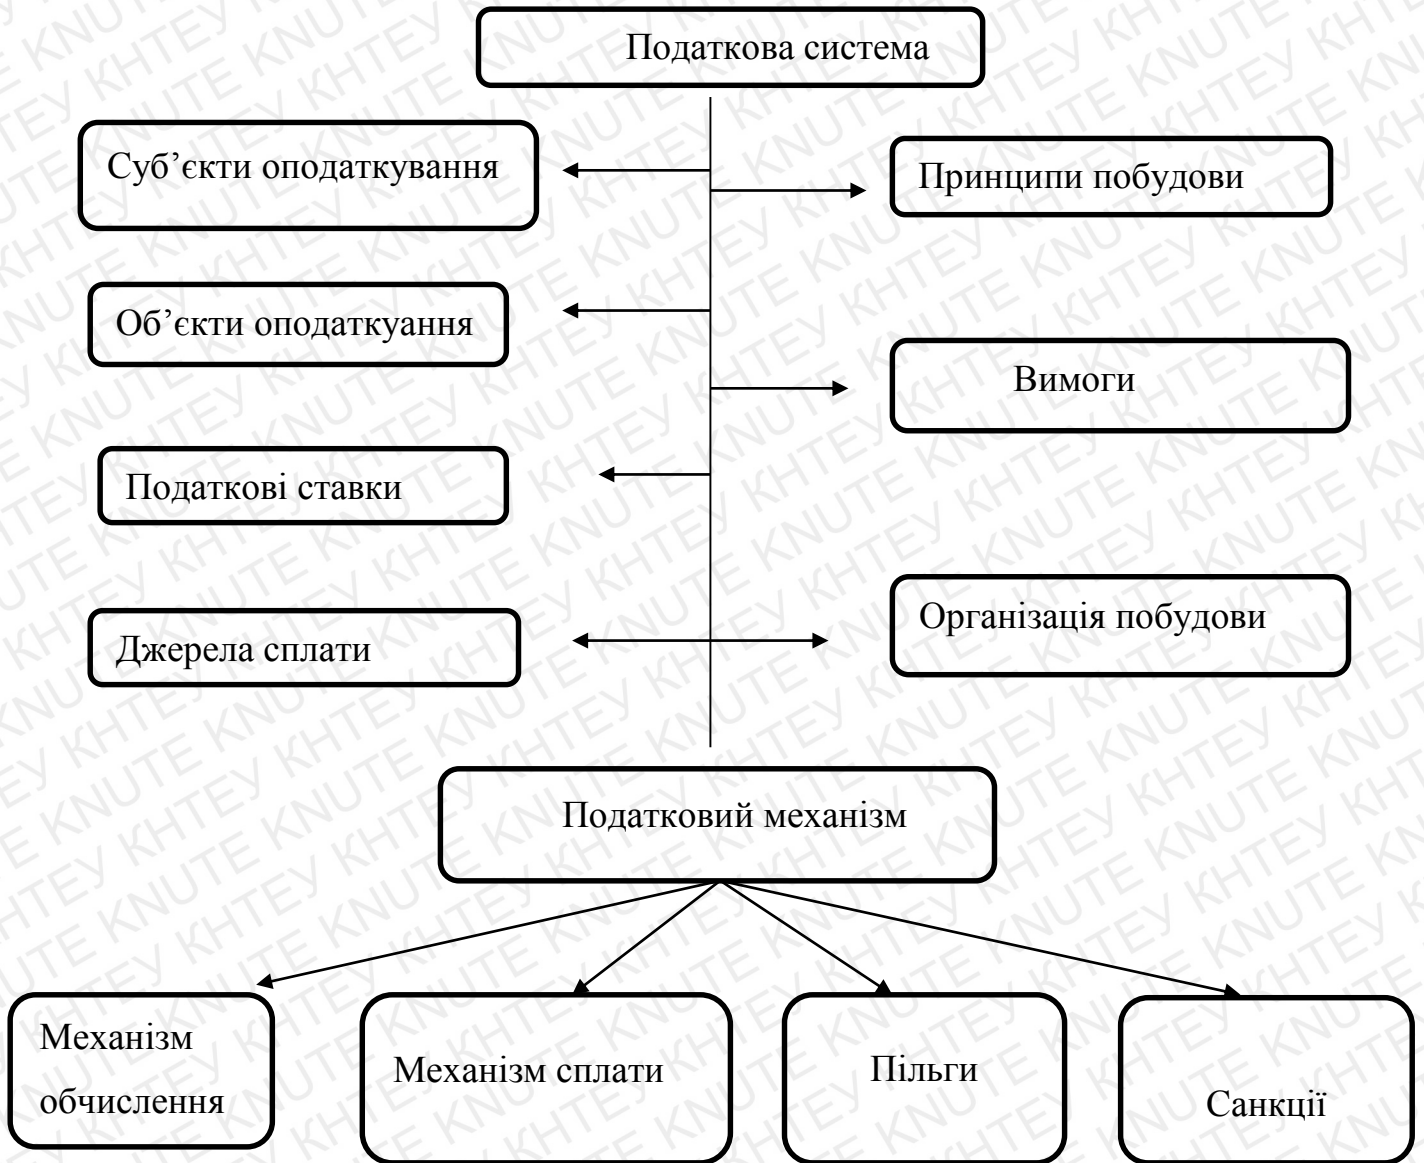 Податкова система
Суб’єкти оподаткування
Принципи побудови
Об’єкти оподаткуання
Вимоги
Податкові ставки
Організація побудови
Джерела сплати
Податковий механізм
Механізм
обчислення
Механізм сплати
Пільги
Санкції